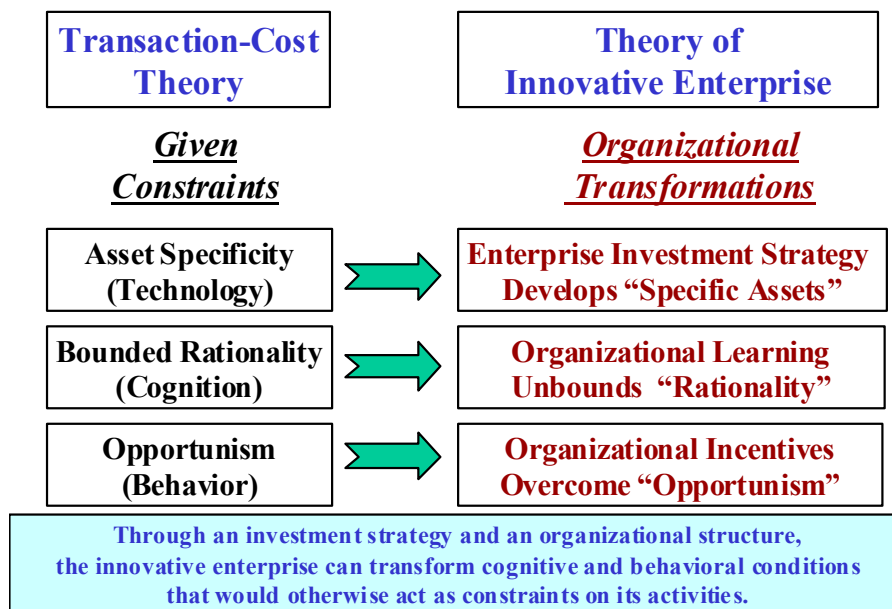 Transaction-Cost
Theory
Theory of
Innovative Enterprise
Given
Constraints
Organizational
Transformations
Asset Specificity
(Technology)
Enterprise Investment Strategy
Develops “Specific Assets”
Bounded Rationality
(Cognition)
Organizational Learning
Unbounds “Rationality”
Opportunism
(Behavior)
Organizational Incentives
Overcome “Opportunism”
Through an investment strategy and an organizational structure,
the innovative enterprise can transform cognitive and behavioral conditions
that would otherwise act as constraints on its activities.